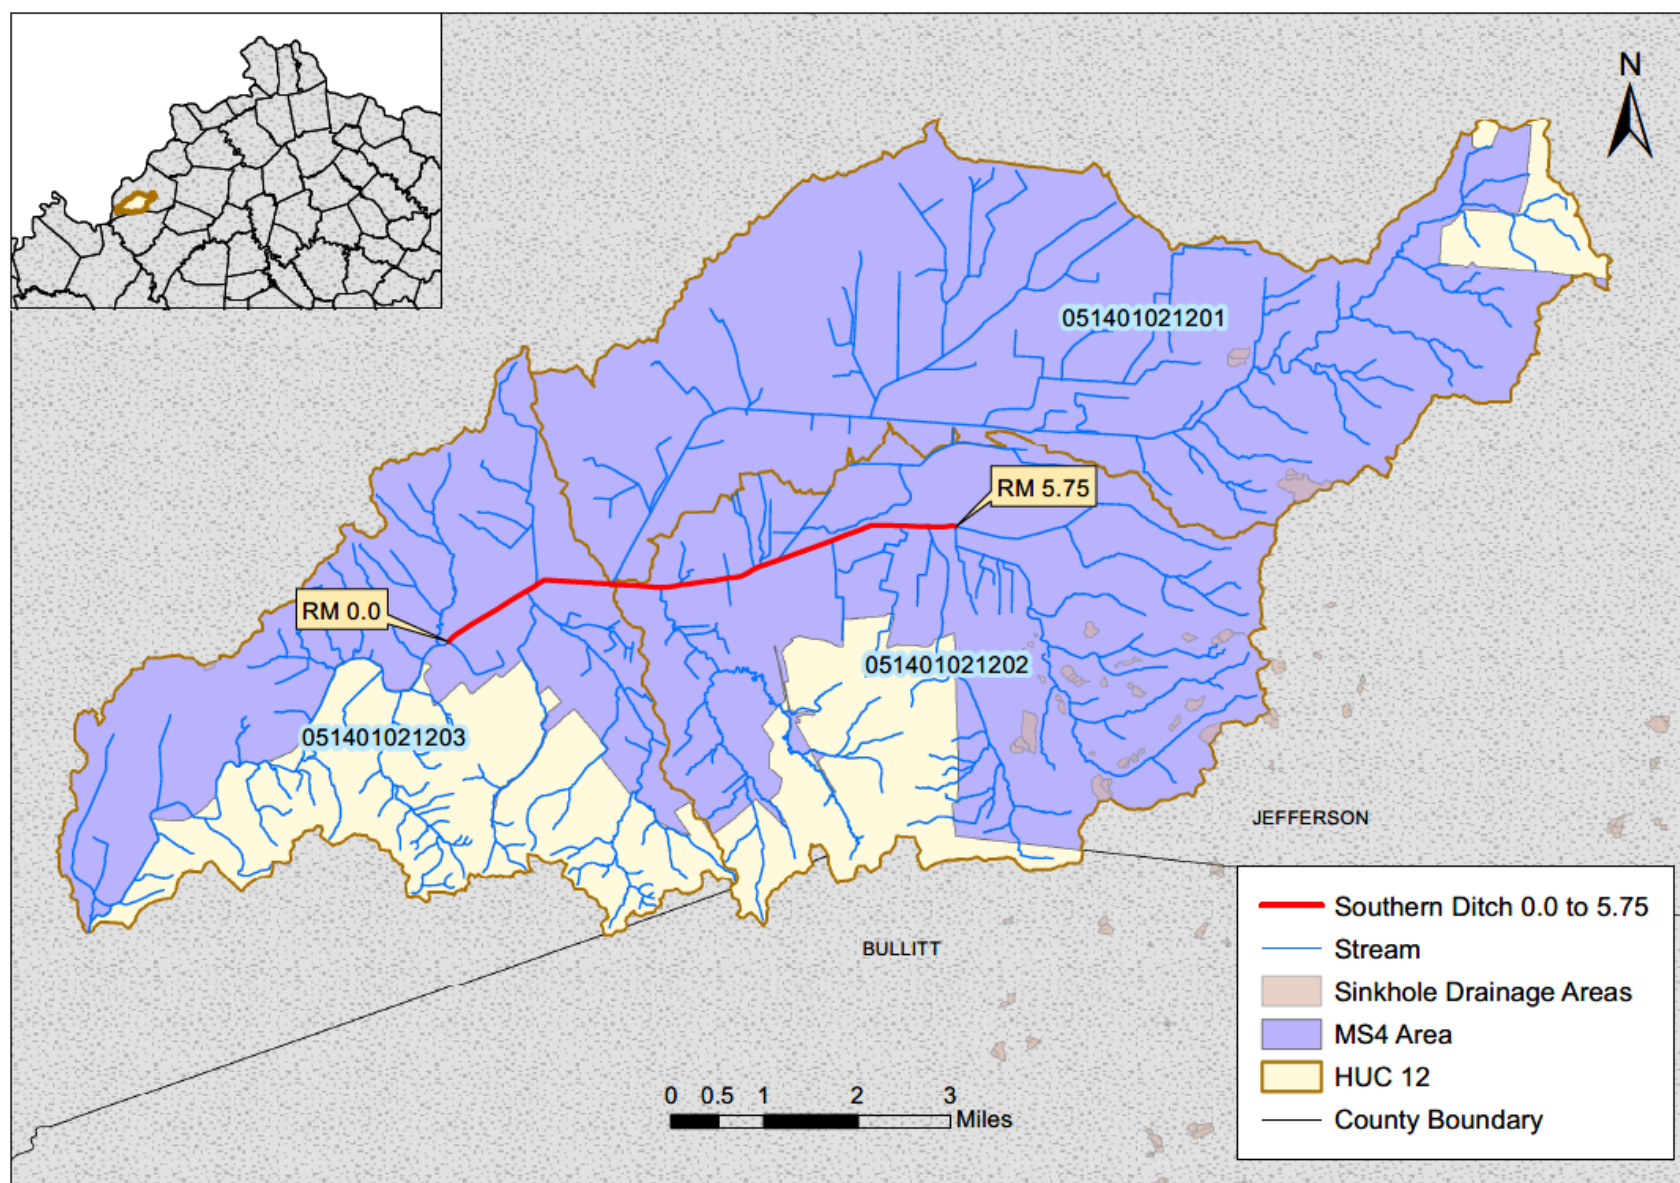 N
051401021201
RM 5.75
RM 0.0
051401021202
051401021203
JEFFERSON
BULLITT
Southern Ditch 0.0 to 5.75
Stream
Sinkhole Drainage Areas
MS4 Area
HUC 12
County Boundary
0 0.5 1 2 3
Miles